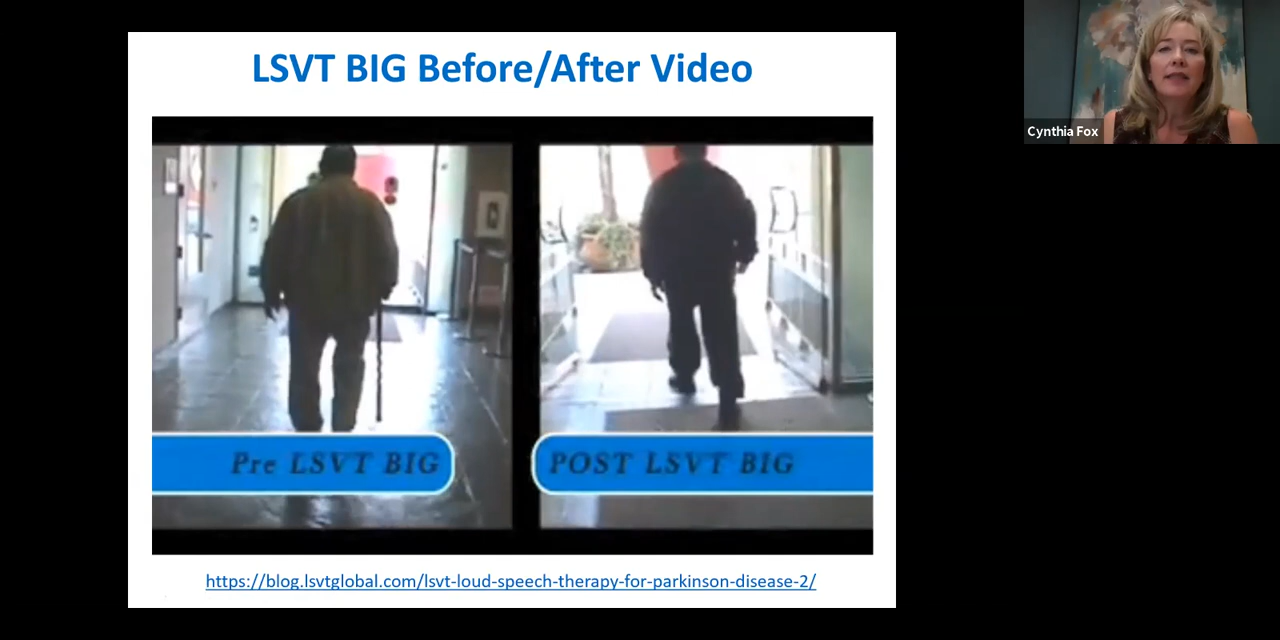 LSVT BIG Before/After Video
Cynthia Fox
Pre LSVT BIG
POST LSVT BIG
https://blog.lsvtglobal.com/lsvt-loud-speech-therapy-for-parkinson-disease-2/